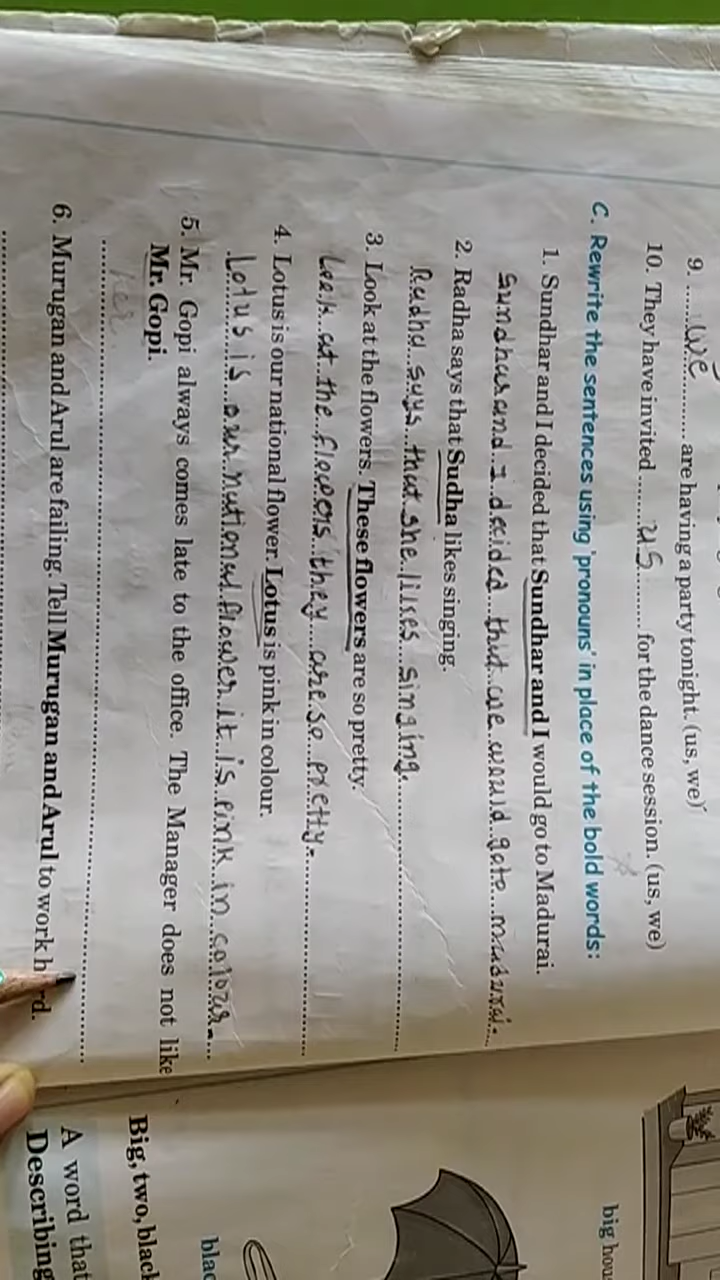 9. ....we.... are having a party tonight. (us, we)
10. They have invited ....us.... for the dance session. (us, we)
C. Rewrite the sentences using 'pronouns' in place of the bold words:
1. Sundhar and I decided that Sundhar and I would go to Madurai.
Sundhar and I decided that we would go to madurai.
2. Radha says that Sudha likes singing.
Radha says that she likes singing.
3. Look at the flowers. These flowers are so pretty.
Look at the flowers they are so pretty.
4. Lotus is our national flower. Lotus is pink in colour.
Lotus is our national flower it is pink in colour.
5. Mr. Gopi always comes late to the office. The Manager does not like
Mr. Gopi.
her
6. Murugan and Arul are failing. Tell Murugan and Arul to work h rd.
big hou
blac
Big, two, black
A word that
Describing